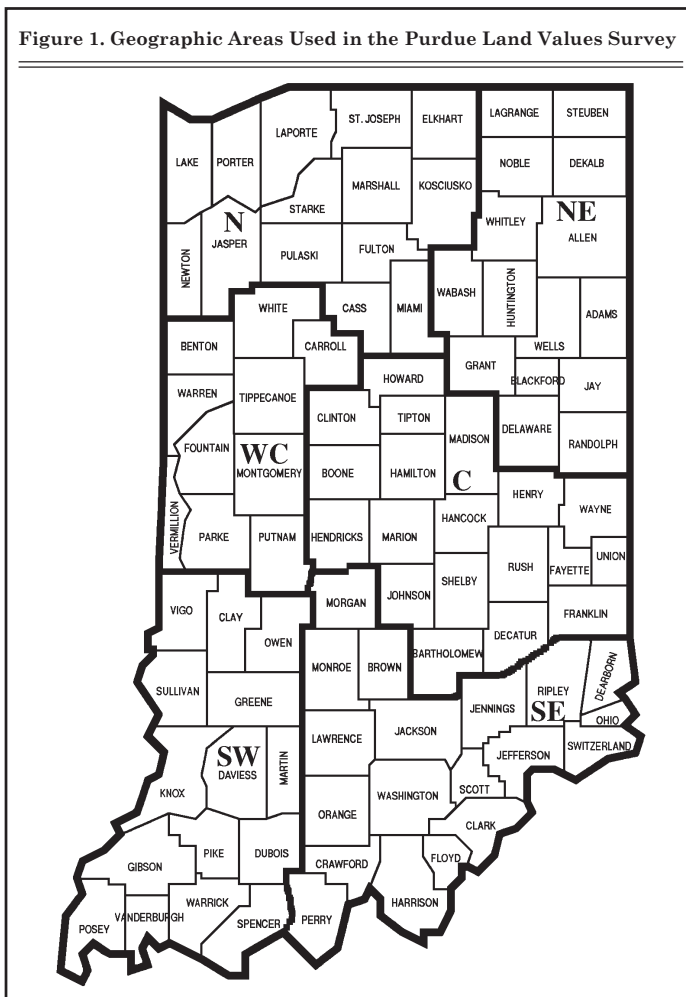 Figure 1. Geographic Areas Used in the Purdue Land Values Survey
LAGRANGE STEUBEN
ST. JOSEPH ELKHART
LAPORTE
LAKE PORTER
NOBLE DEKALB
MARSHALL KOSCIUSKO
STARKE
N
JASPER
NE
ALLEN
WHITLEY
NEWTON
PULASKI FULTON
WABASH HUNTINGTON
WHITE CASS MIAMI
ADAMS
BENTON CARROLL
WELLS
GRANT
BLACKFORD
JAY
HOWARD
WARREN
TIPPECANOE
CLINTON TIPTON
MADISON
DELAWARE
RANDOLPH
FOUNTAIN
WC
MONTGOMERY
BOONE HAMILTON
C
HENRY
WAYNE
VERMILLION
PARKE PUTNAM HENDRICKS MARION
HANCOCK
RUSH
FAYETTE
UNION
SHELBY
JOHNSON
MORGAN
VIGO
CLAY
FRANKLIN
OWEN
DECATUR
MONROE BROWN
BARTHOLOMEW
DEARBORN
SULLIVAN
GREENE
RIPLEY
JENNINGS
SE
OHIO
LAWRENCE
JACKSON
SWITZERLAND
JEFFERSON
SW
DAVIESS
MARTIN
KNOX
SCOTT
WASHINGTON
ORANGE
CLARK
PIKE DUBOIS
FLOYD
GIBSON
CRAWFORD
HARRISON
WARRICK
VANDERBURGH
POSEY
SPENCER
PERRY